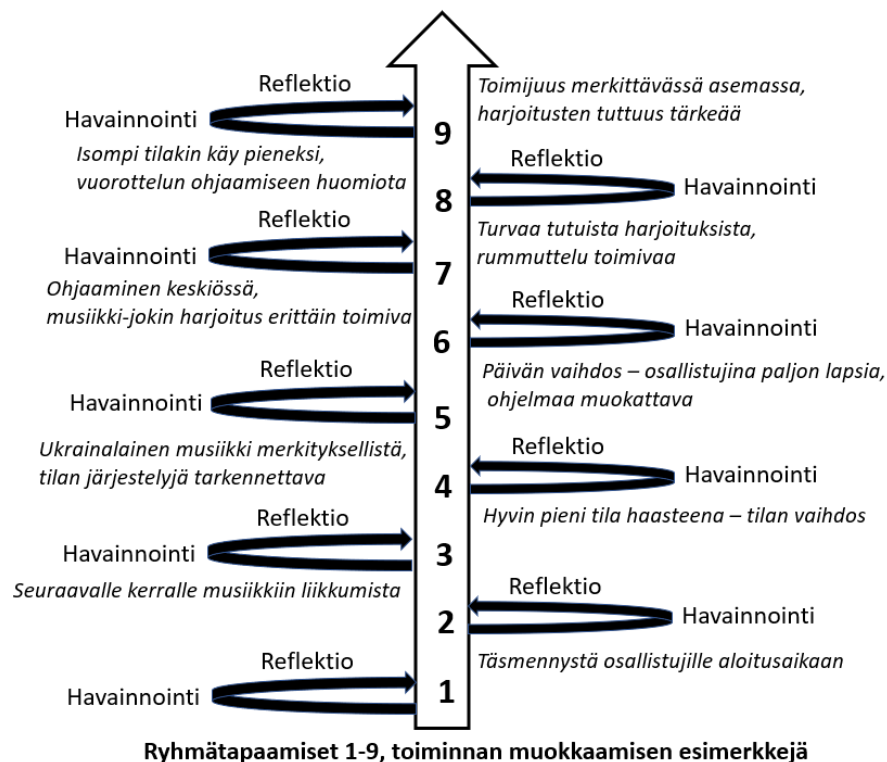 Reflektio
Toimijuus merkittävässä asemassa,
harjoitusten tuttuus tärkeää
Havainnointi
9
Isompi tilakin käy pieneksi,
vuorottelun ohjaamiseen huomiota
Reflektio
Havainnointi
8
Turvaa tutuista harjoituksista,
rummuttelu toimivaa
Reflektio
Havainnointi
7
Ohjaaminen keskiössä,
musiikki-jokin harjoitus erittäin toimiva
Reflektio
Havainnointi
6
Päivän vaihdos – osallistujina paljon lapsia,
ohjelmaa muokattava
Reflektio
Havainnointi
5
Ukrainalainen musiikki merkityksellistä,
tilan järjestelyjä tarkennettava
Reflektio
Havainnointi
4
Hyvin pieni tila haasteena – tilan vaihdos
Reflektio
Havainnointi
3
Seuraavalle kerralle musiikkiin liikkumista
Reflektio
Havainnointi
2
Täsmennystä osallistujille aloitusaikaan
Reflektio
Havainnointi
1
Ryhmätapaamiset 1-9, toiminnan muokkaamisen esimerkkejä